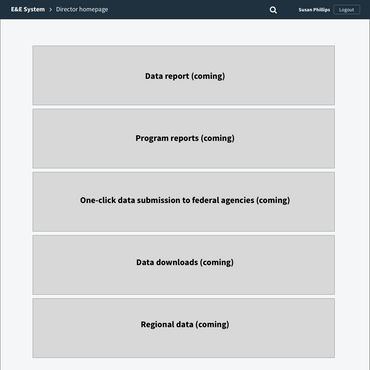 E&E System > Director homepage
Susan Phillips Logout
Data report (coming)
Program reports (coming)
One-click data submission to federal agencies (coming)
Data downloads (coming)
Regional data (coming)